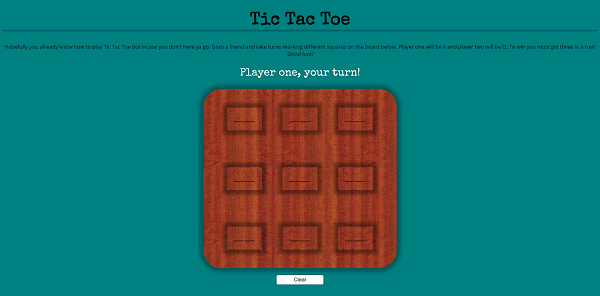 Tic Tac Toe
Hopefully you already know how to play Tic Tac Toe but incase you don't here ya go: Grab a friend and take turns marking different squares on the board below, Player one will be X and player two will be O. To win you must get three in a row!
Good luck!
Player one, your turn!
Clear